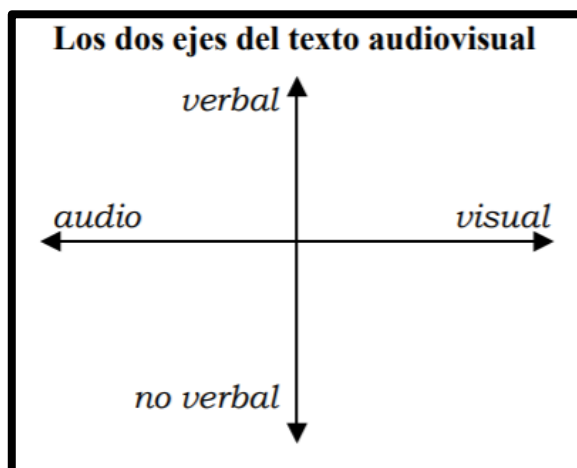 Los dos ejes del texto audiovisual
verbal
audio
visual
no verbal